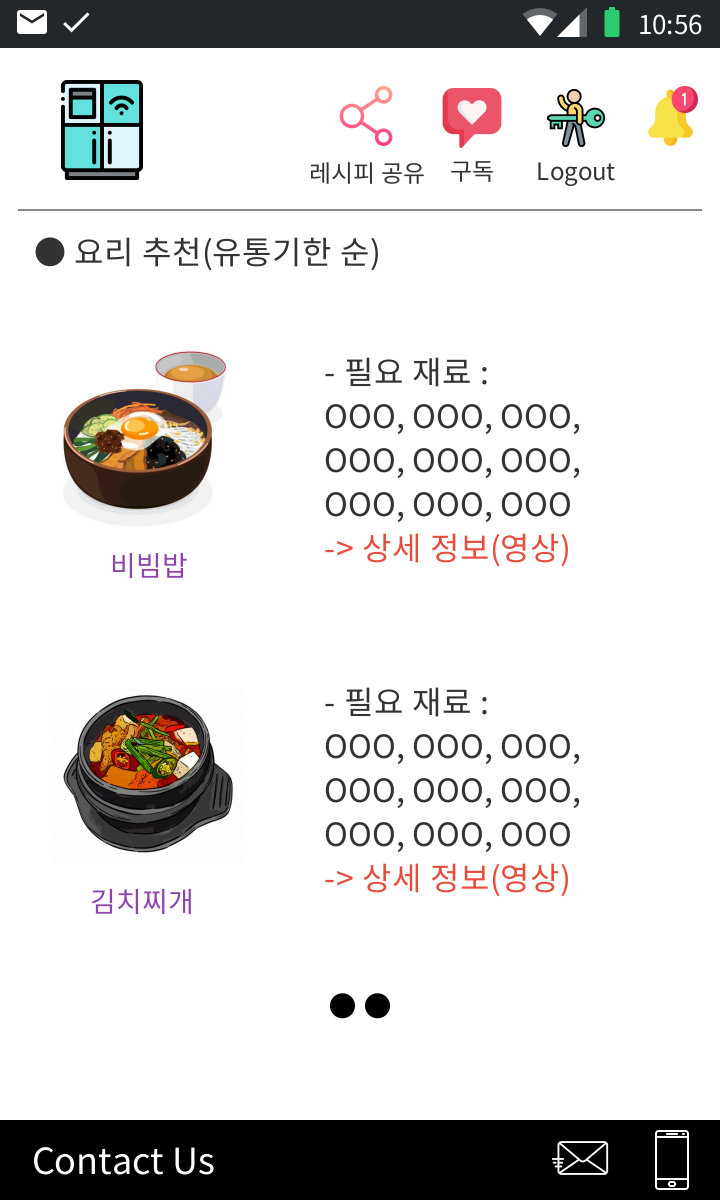 10:56
1
레시피 공유
구독
Logout
● 요리 추천(유통기한 순)
- 필요 재료 :
OOO, OOO, OOO,
OOO, OOO, OOO,
OOO, OOO, OOO
-> 상세 정보(영상)
비빔밥
- 필요 재료 :
OOO, OOO, OOO,
OOO, OOO, OOO,
OOO, OOO, OOO
-> 상세 정보(영상)
김치찌개
Contact Us